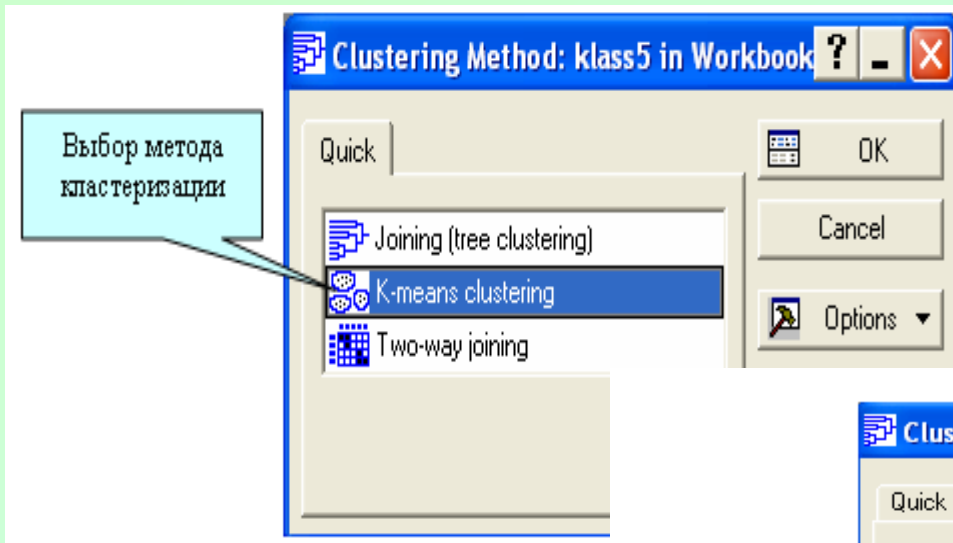 Clustering Method: klass5 in Workbook
Выбор метода
кластеризации
Quick
OK
Joining (tree clustering)
Cancel
K-means clustering
Options
Two-way joining
Clus
Quick